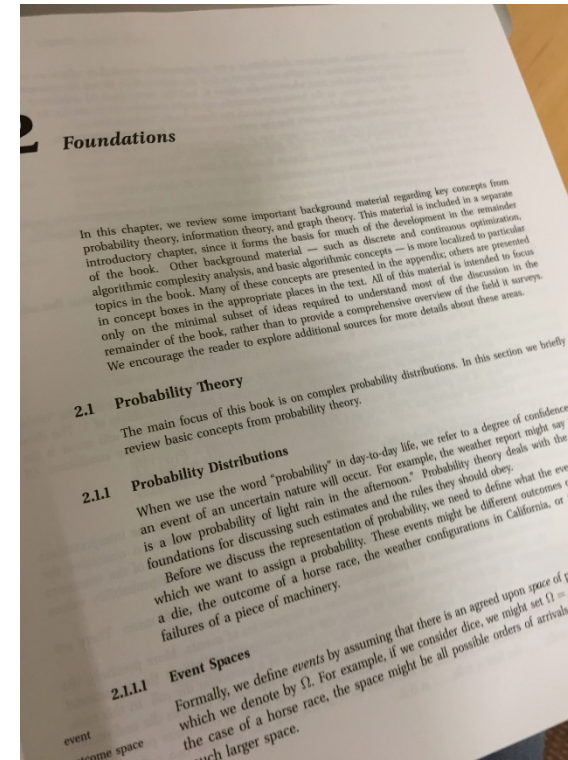 2 Foundations
In this chapter, we review some important background material regarding key concepts from
probability theory, information theory, and graph theory. This material is included in a separate
introductory chapter, since it forms the basis for much of the development in the remainder
of the book. Other background material — such as discrete and continuous optimization,
algorithmic complexity analysis, and basic algorithmic concepts — is more localized to particular
topics in the book. Many of these concepts are presented in the appendix; others are presented
in concept boxes in the appropriate places in the text. All of this material is intended to focus
only on the minimal subset of ideas required to understand most of the discussion in the
remainder of the book, rather than to provide a comprehensive overview of the field it surveys.
We encourage the reader to explore additional sources for more details about these areas.
2.1 Probability Theory
The main focus of this book is on complex probability distributions. In this section we briefly
review basic concepts from probability theory.
2.1.1 Probability Distributions
When we use the word "probability" in day-to-day life, we refer to a degree of confidence
an event of an uncertain nature will occur. For example, the weather report might say
is a low probability of light rain in the afternoon." Probability theory deals with the
foundations for discussing such estimates and the rules they should obey.
Before we discuss the representation of probability, we need to define what the eve
which we want to assign a probability. These events might be different outcomes o
a die, the outcome of a horse race, the weather configurations in California, or
failures of a piece of machinery.
2.1.1.1 Event Spaces
event
Formally, we define events by assuming that there is an agreed upon space of p
come space
which we denote by Ω. For example, if we consider dice, we might set Ω =
the case of a horse race, the space might be all possible orders of arrivals
uch larger space.